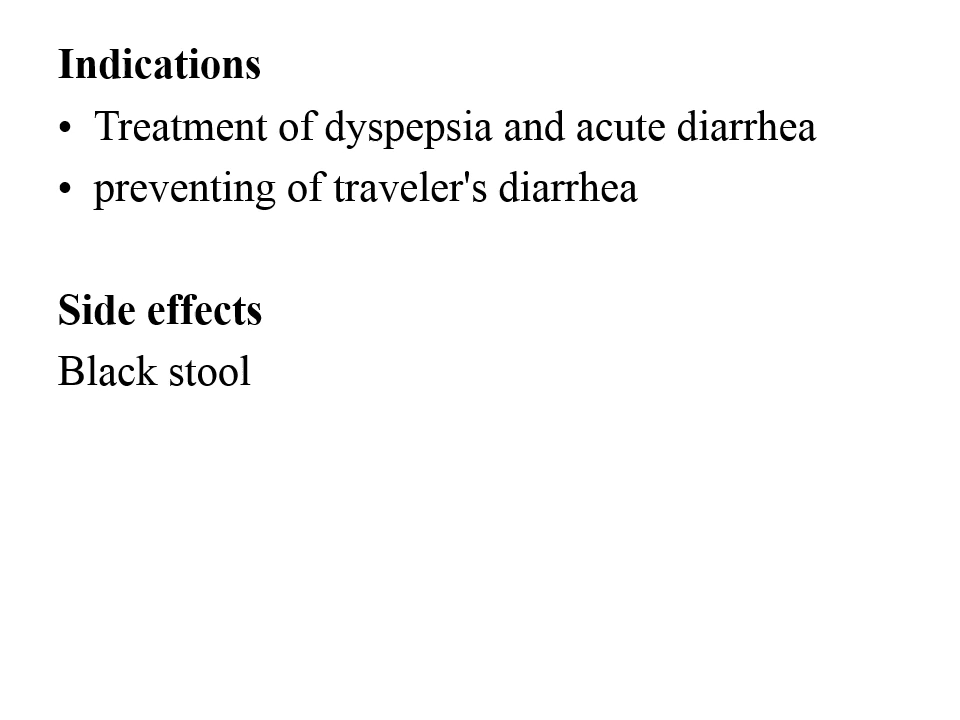 Indications
• Treatment of dyspepsia and acute diarrhea
• preventing of traveler's diarrhea
Side effects
Black stool